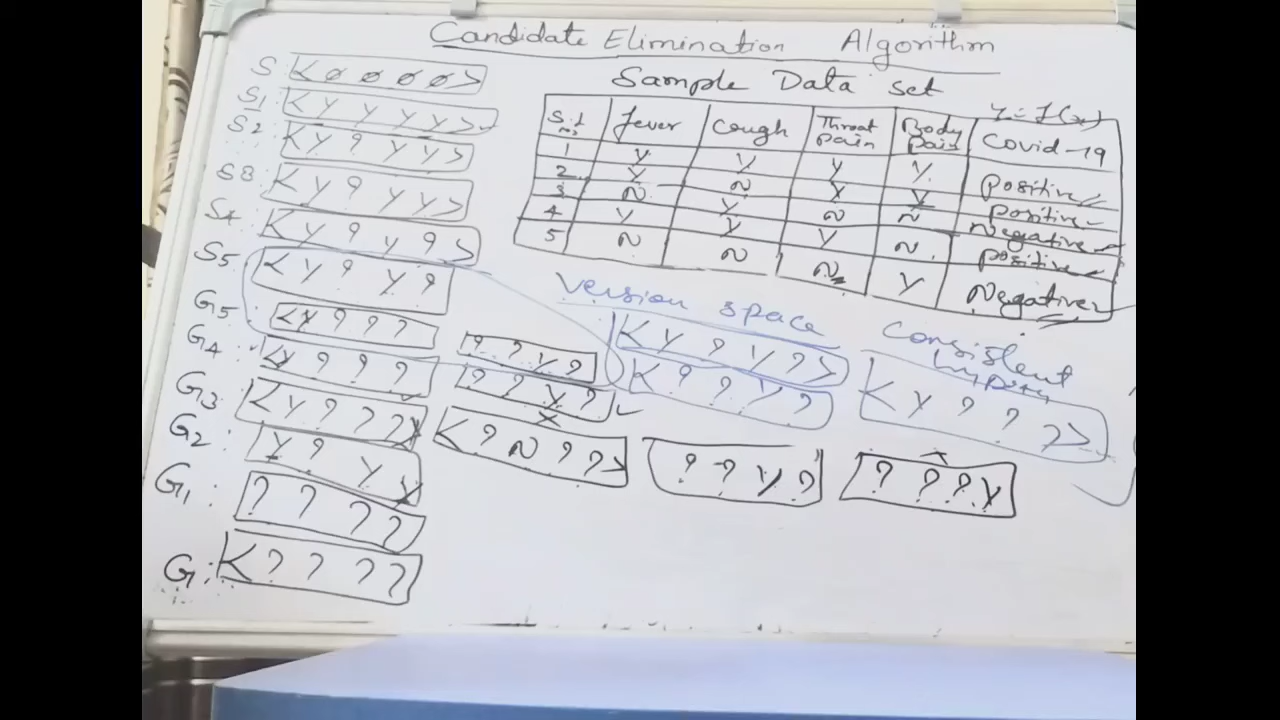 Candidate Elimination Algorithm
Sample Data set
y = f(x)
Fever Cough Throat pain Body pain Covid-19
1 y y y y positive
2 y N y y positive
3 N y N N Negative
4 y y y N positive
5 N N N y Negative
S <ø ø ø ø>
S1 <y y y y>
S2 <y ? y y>
S3 <y ? y y>
S4 <y ? y ?>
S5 <y ? y ?
G5 <y ? ? ? ? ? y ?
G4 <y ? ? ? ? ? y ?
G3 <y ? ? ? <? N ? ?> ? ? y ? ? ? ? y
G2 : y ? y y
G1 : ? ? ? ?
G : <? ? ? ?
Version space
<y ? y ?>
<? ? y ?
Consistent
<y ? ? ?>